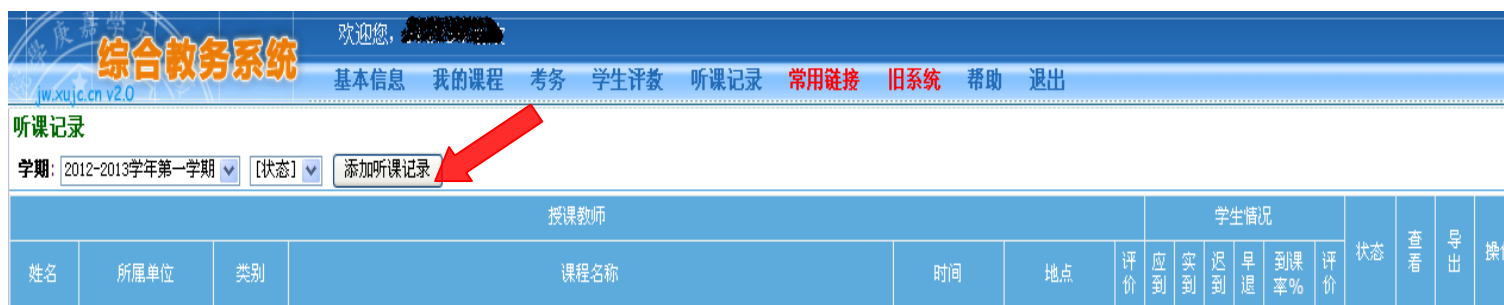 欢迎您,
综合教务系统
jw.xujc.cn v2.0
基本信息 我的课程 考务 学生评教 听课记录 常用链接 旧系统 帮助 退出
听课记录
学期: 2012-2013学年第一学期 [状态] 添加听课记录
授课教师 学生情况 状态 查看 导出
姓名 所属单位 类别 课程名称 时间 地点 评价 应到 实到 迟到 早退 到课率% 评价